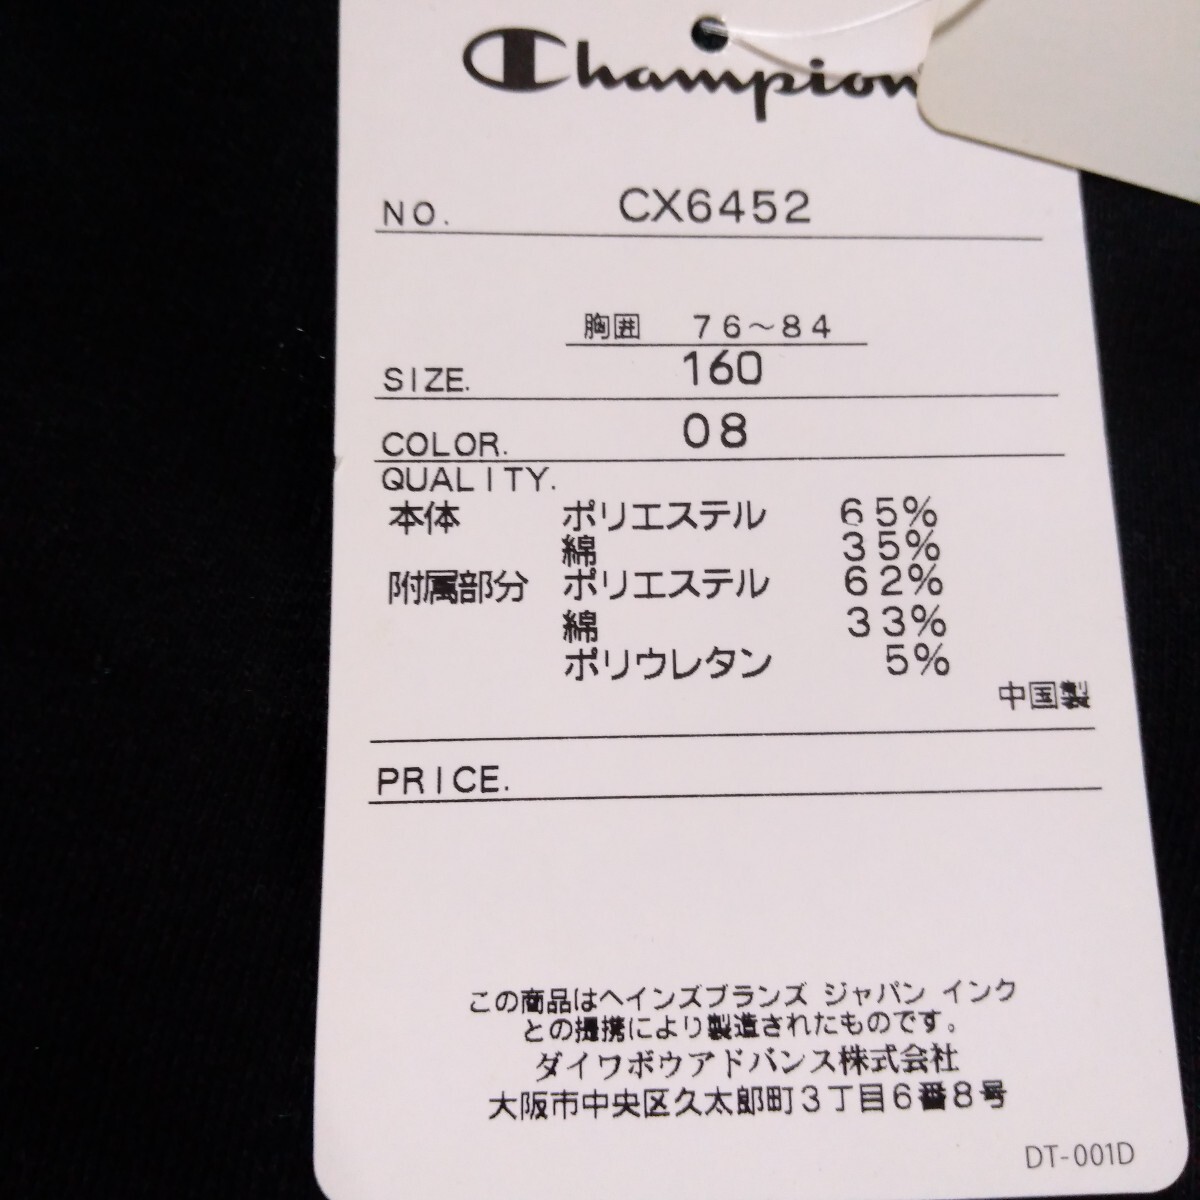 Champion
NO. CX6452
胸囲 76～84
SIZE. 160
COLOR. 08
QUALITY.
本体 ポリエステル 65%
綿 35%
附属部分 ポリエステル 62%
綿 33%
ポリウレタン 5%
中国製
PRICE.
この商品はヘインズブランズ ジャパン インク
との提携により製造されたものです。
ダイワボウアドバンス株式会社
大阪市中央区久太郎町3丁目6番8号
DT-001D